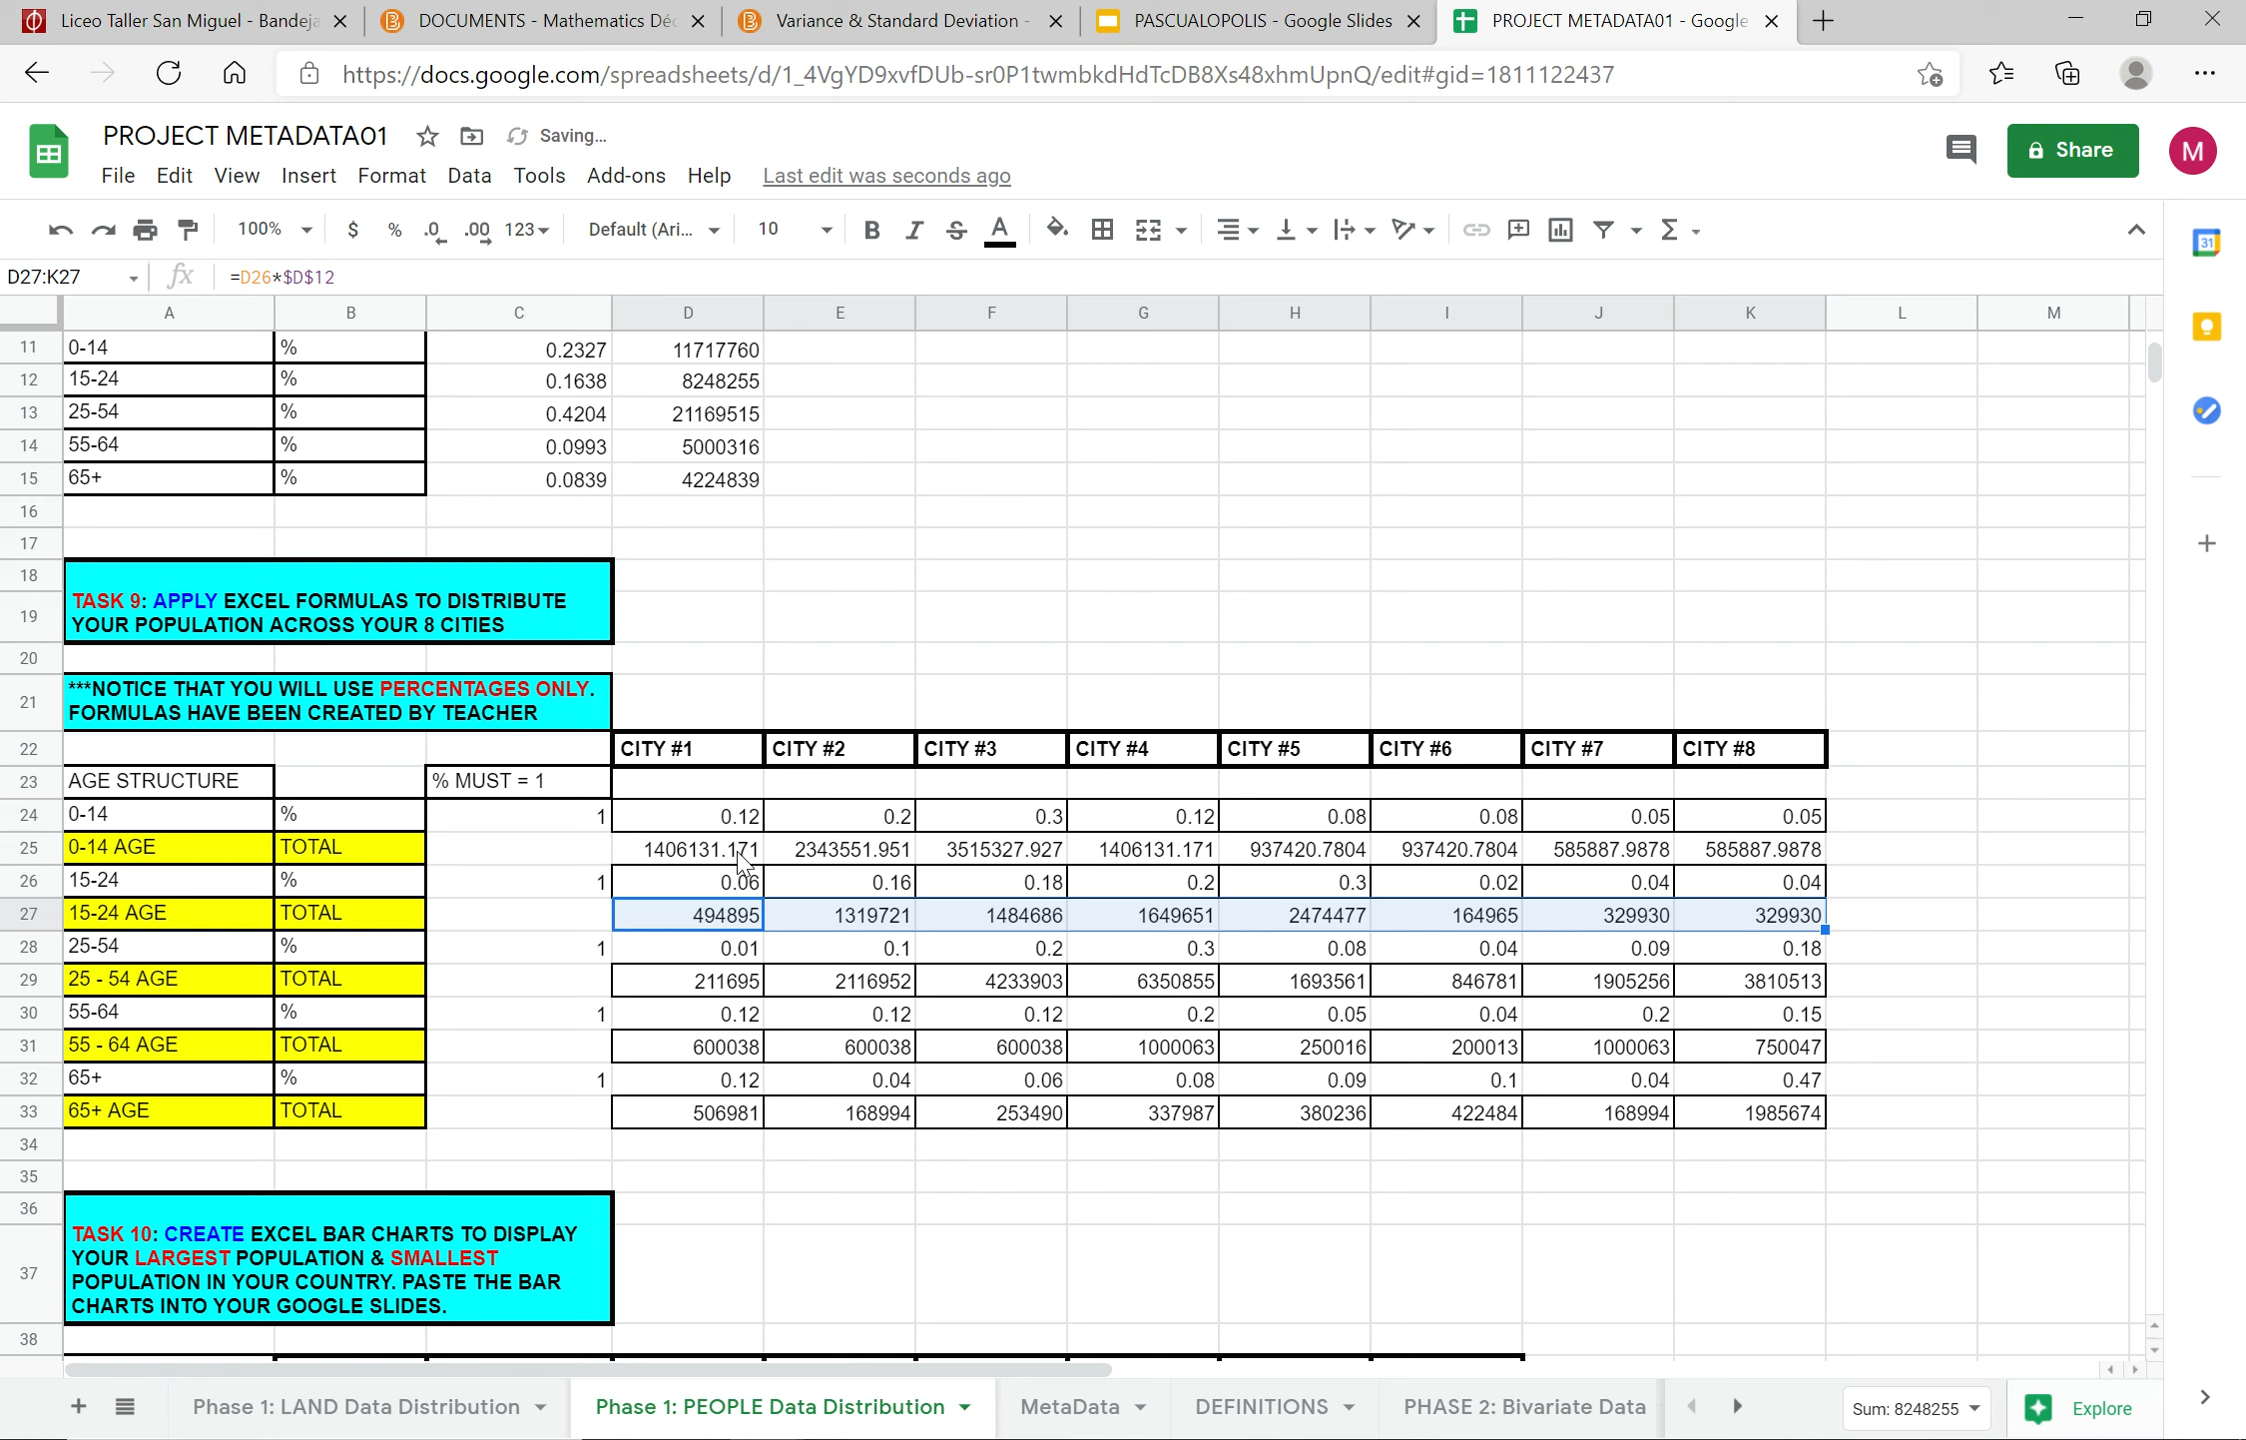 Liceo Taller San Miguel - Bandeja
DOCUMENTS - Mathematics Déc
Variance & Standard Deviation -
PASCUALOPOLIS - Google Slides
PROJECT METADATA01 - Google
https://docs.google.com/spreadsheets/d/1_4VgYD9xvfDUb-sr0P1twmbkdHdTcDB8Xs48xhmUpnQ/edit#gid=1811122437
PROJECT METADATA01 Saving...
Share M
File Edit View Insert Format Data Tools Add-ons Help Last edit was seconds ago
100% $ % .0 .00 123 Default (Ari... 10 B I S A
31
D27:K27 fx =D26*$D$12
A B C D E F G H I J K L M
11 0-14 % 0.2327 11717760
12 15-24 % 0.1638 8248255
13 25-54 % 0.4204 21169515
14 55-64 % 0.0993 5000316
15 65+ % 0.0839 4224839
16
17
18
19 TASK 9: APPLY EXCEL FORMULAS TO DISTRIBUTE
YOUR POPULATION ACROSS YOUR 8 CITIES
20
21 ***NOTICE THAT YOU WILL USE PERCENTAGES ONLY.
FORMULAS HAVE BEEN CREATED BY TEACHER
22 CITY #1 CITY #2 CITY #3 CITY #4 CITY #5 CITY #6 CITY #7 CITY #8
23 AGE STRUCTURE % MUST = 1
24 0-14 % 1 0.12 0.2 0.3 0.12 0.08 0.08 0.05 0.05
25 0-14 AGE TOTAL 1406131.171 2343551.951 3515327.927 1406131.171 937420.7804 937420.7804 585887.9878 585887.9878
26 15-24 % 1 0.06 0.16 0.18 0.2 0.3 0.02 0.04 0.04
27 15-24 AGE TOTAL 494895 1319721 1484686 1649651 2474477 164965 329930 329930
28 25-54 % 1 0.01 0.1 0.2 0.3 0.08 0.04 0.09 0.18
29 25 - 54 AGE TOTAL 211695 2116952 4233903 6350855 1693561 846781 1905256 3810513
30 55-64 % 1 0.12 0.12 0.12 0.2 0.05 0.04 0.2 0.15
31 55 - 64 AGE TOTAL 600038 600038 600038 1000063 250016 200013 1000063 750047
32 65+ % 1 0.12 0.04 0.06 0.08 0.09 0.1 0.04 0.47
33 65+ AGE TOTAL 506981 168994 253490 337987 380236 422484 168994 1985674
34
35
36
37 TASK 10: CREATE EXCEL BAR CHARTS TO DISPLAY
YOUR LARGEST POPULATION & SMALLEST
POPULATION IN YOUR COUNTRY. PASTE THE BAR
CHARTS INTO YOUR GOOGLE SLIDES.
38
Phase 1: LAND Data Distribution Phase 1: PEOPLE Data Distribution MetaData DEFINITIONS PHASE 2: Bivariate Data Sum: 8248255 Explore